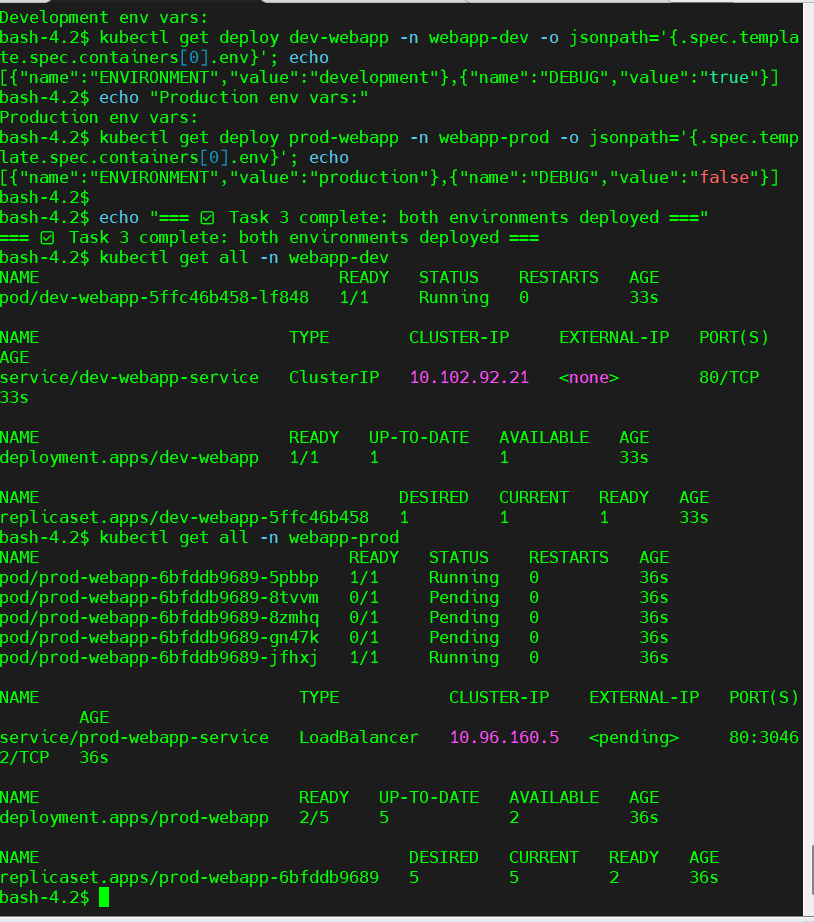 Development env vars:
bash-4.2$ kubectl get deploy dev-webapp -n webapp-dev -o jsonpath='{.spec.templa
te.spec.containers[0].env}'; echo
[{"name":"ENVIRONMENT","value":"development"},{"name":"DEBUG","value":"true"}]
bash-4.2$ echo "Production env vars:"
Production env vars:
bash-4.2$ kubectl get deploy prod-webapp -n webapp-prod -o jsonpath='{.spec.temp
late.spec.containers[0].env}'; echo
[{"name":"ENVIRONMENT","value":"production"},{"name":"DEBUG","value":"false"}]
bash-4.2$
bash-4.2$ echo "=== ✅ Task 3 complete: both environments deployed ==="
=== ✅ Task 3 complete: both environments deployed ===
bash-4.2$ kubectl get all -n webapp-dev
NAME                              READY   STATUS    RESTARTS   AGE
pod/dev-webapp-5ffc46b458-lf848   1/1     Running   0          33s

NAME                         TYPE        CLUSTER-IP     EXTERNAL-IP   PORT(S)
AGE
service/dev-webapp-service   ClusterIP   10.102.92.21   <none>        80/TCP
33s

NAME                         READY   UP-TO-DATE   AVAILABLE   AGE
deployment.apps/dev-webapp   1/1     1            1           33s

NAME                                    DESIRED   CURRENT   READY   AGE
replicaset.apps/dev-webapp-5ffc46b458   1         1         1       33s
bash-4.2$ kubectl get all -n webapp-prod
NAME                               READY   STATUS    RESTARTS   AGE
pod/prod-webapp-6bfddb9689-5pbbp   1/1     Running   0          36s
pod/prod-webapp-6bfddb9689-8tvvm   0/1     Pending   0          36s
pod/prod-webapp-6bfddb9689-8zmhq   0/1     Pending   0          36s
pod/prod-webapp-6bfddb9689-gn47k   0/1     Pending   0          36s
pod/prod-webapp-6bfddb9689-jfhxj   1/1     Running   0          36s

NAME                          TYPE           CLUSTER-IP    EXTERNAL-IP   PORT(S)
        AGE
service/prod-webapp-service   LoadBalancer   10.96.160.5   <pending>     80:3046
2/TCP   36s

NAME                          READY   UP-TO-DATE   AVAILABLE   AGE
deployment.apps/prod-webapp   2/5     5            2           36s

NAME                                     DESIRED   CURRENT   READY   AGE
replicaset.apps/prod-webapp-6bfddb9689   5         5         2       36s
bash-4.2$